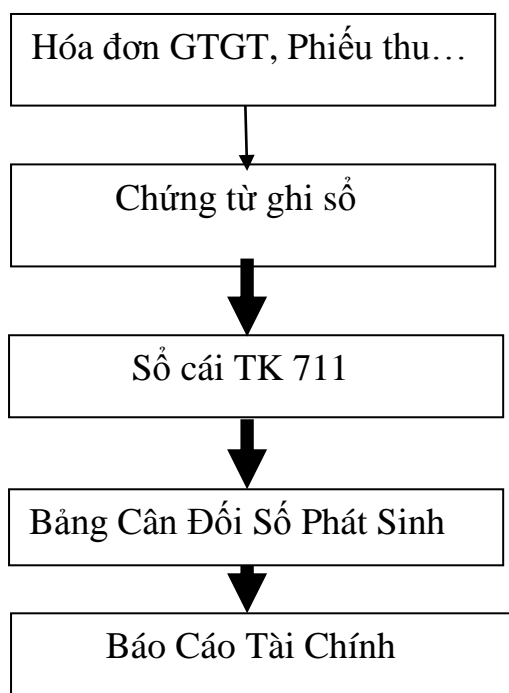 Hóa đơn GTGT, Phiếu thu…
Chứng từ ghi sổ
Sổ cái TK 711
Bảng Cân Đối Số Phát Sinh
Báo Cáo Tài Chính